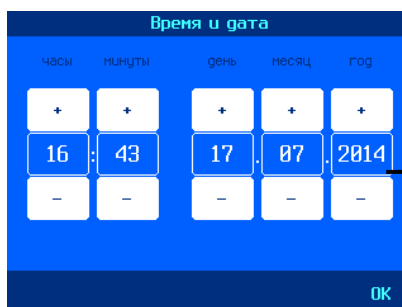 Время и дата
часы минуты день месяц год
+ + + + +
16 : 43 17 . 07 . 2014
- - - - -
OK